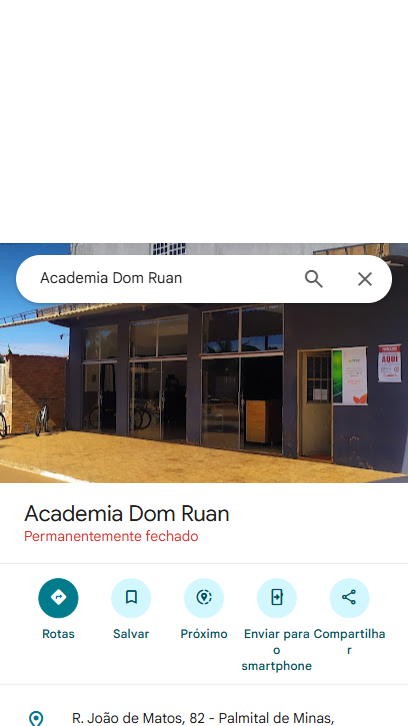 Academia Dom Ruan
AQUI
Academia Dom Ruan
Permanentemente fechado
Rotas
Salvar
Próximo
Enviar para
o
smartphone
Compartilha
r
R. João de Matos, 82 - Palmital de Minas,